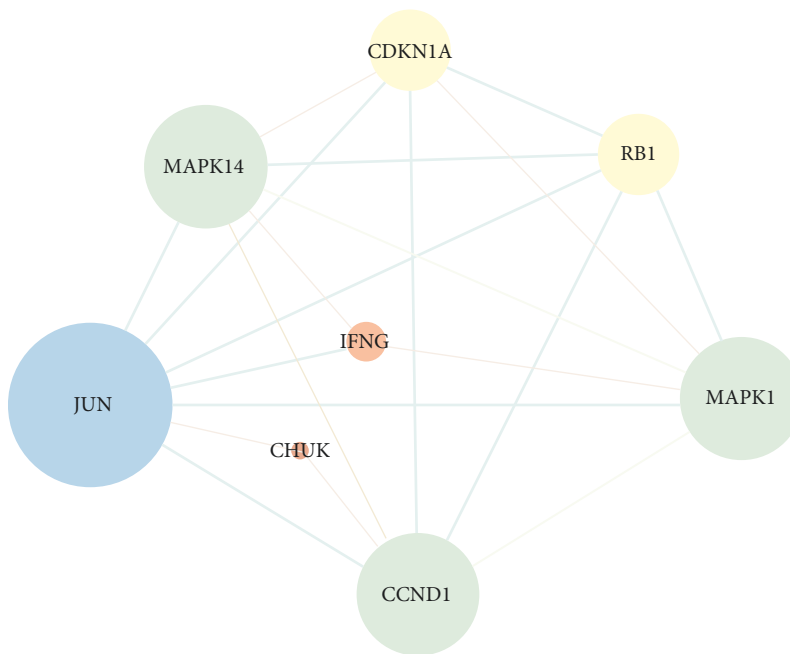 CDKN1A
RB1
MAPK14
IFNG
MAPK1
JUN
CHUK
CCND1